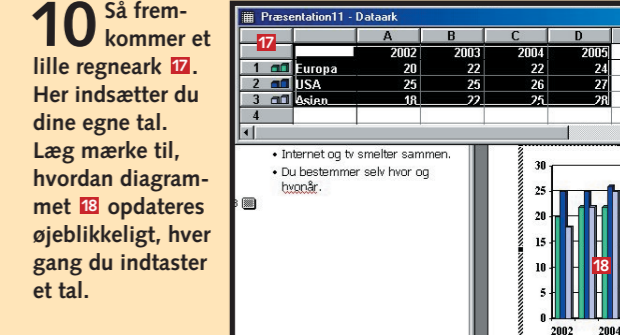 10 Så frem-
kommer et
lille regneark 17.
Her indsætter du
dine egne tal.
Læg mærke til,
hvordan diagram-
met 18 opdateres
øjeblikkeligt, hver
gang du indtaster
et tal.
Præsentation11 - Dataark
17
A B C D
2002 2003 2004 2005
1 Europa 20 22 22 24
2 USA 25 25 26 27
3 Asien 18 22 25 28
4
• Internet og tv smelter sammen.
• Du bestemmer selv hvor og
hvonår.
30
25
20
15
10
5
0
18
2002 2004